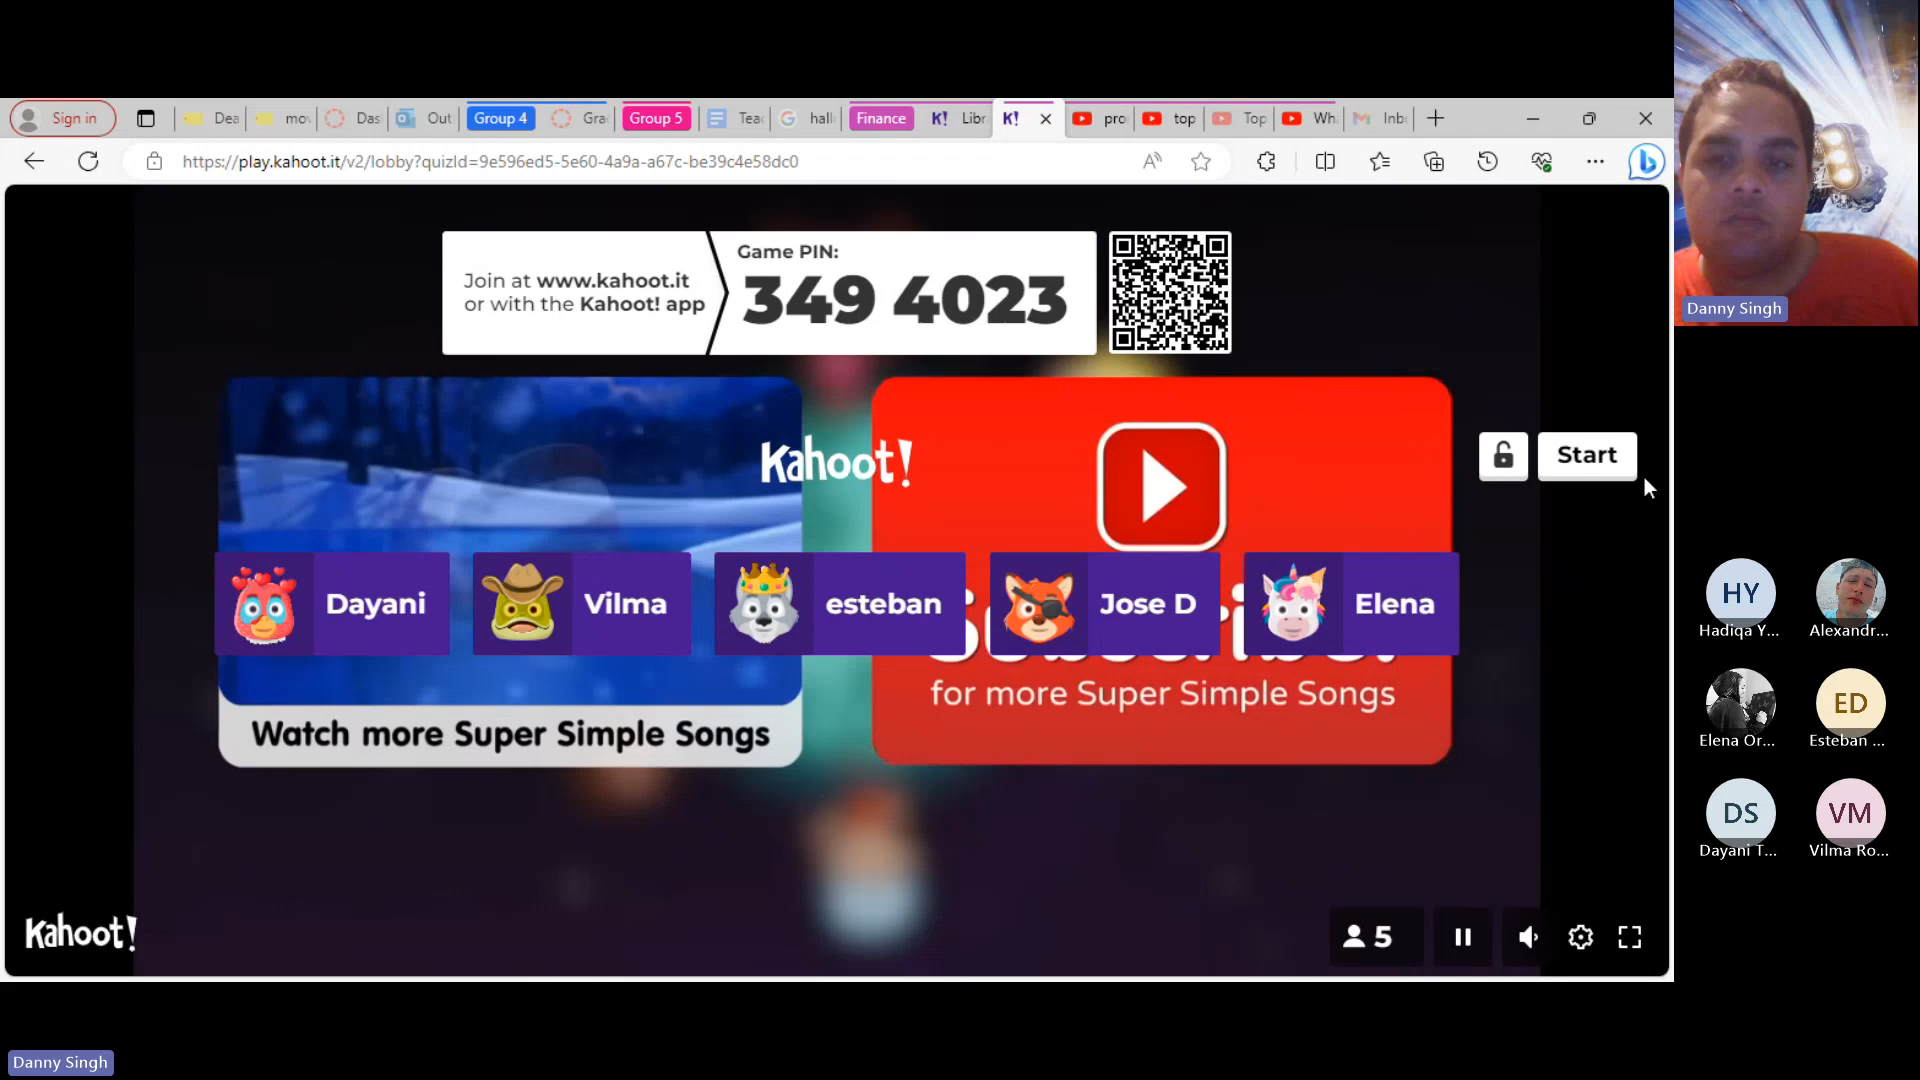 Sign in
Dea
mov
Das
Out
Group 4
Gra
Group 5
Tea
hall
Finance
K! Libr
K!
pro
top
Top
Wh
Inbo
https://play.kahoot.it/v2/lobby?quizId=9e596ed5-5e60-4a9a-a67c-be39c4e58dc0
Join at www.kahoot.it
or with the Kahoot! app
Game PIN:
349 4023
Kahoot!
Start
Dayani
Vilma
esteban
Jose D
Elena
for more Super Simple Songs
Watch more Super Simple Songs
Kahoot!
5
Danny Singh
HY
Hadiqa Y...
Alexandr...
Elena Or...
ED
Esteban ...
DS
Dayani T...
VM
Vilma Ro...
Danny Singh